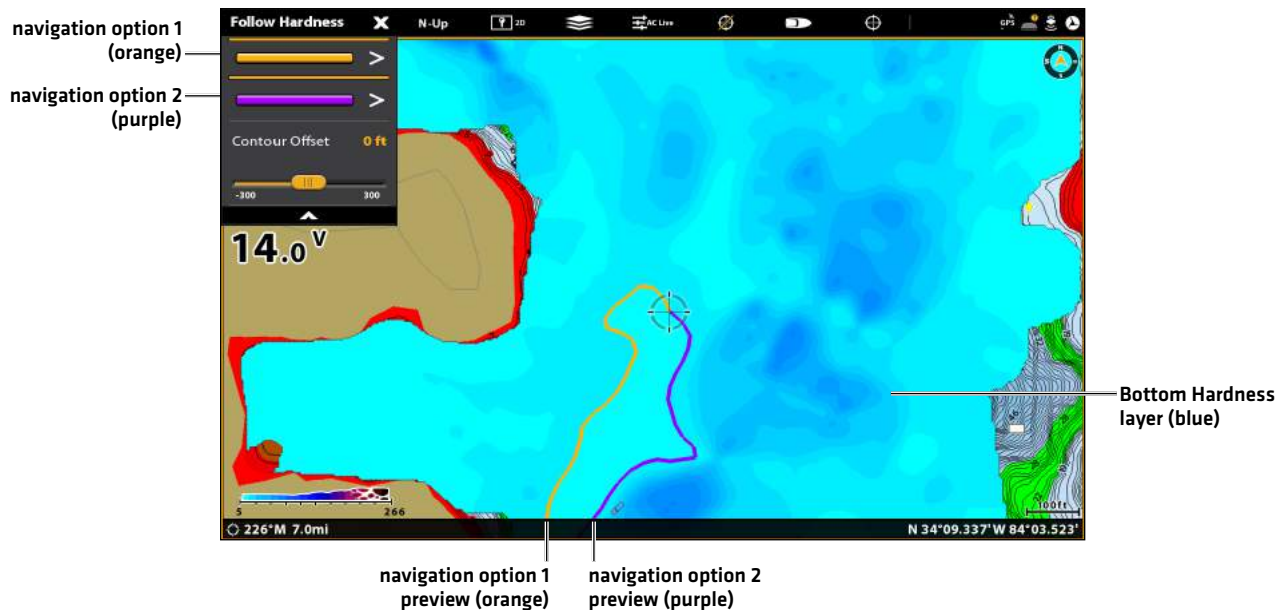 navigation option 1
(orange)
navigation option 2
(purple)
Follow Hardness
N-Up
2D
AC Live
GPS
Contour Offset
0 ft
-300
300
14.0 V
N
S
Bottom Hardness
layer (blue)
46
5
266
100ft
226°M 7.0mi
N 34°09.337' W 84°03.523'
navigation option 1
preview (orange)
navigation option 2
preview (purple)